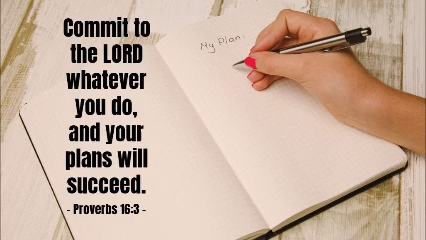 Commit to
the LORD
whatever
you do,
and your
plans will
succeed.
- Proverbs 16:3 -
My Plan.